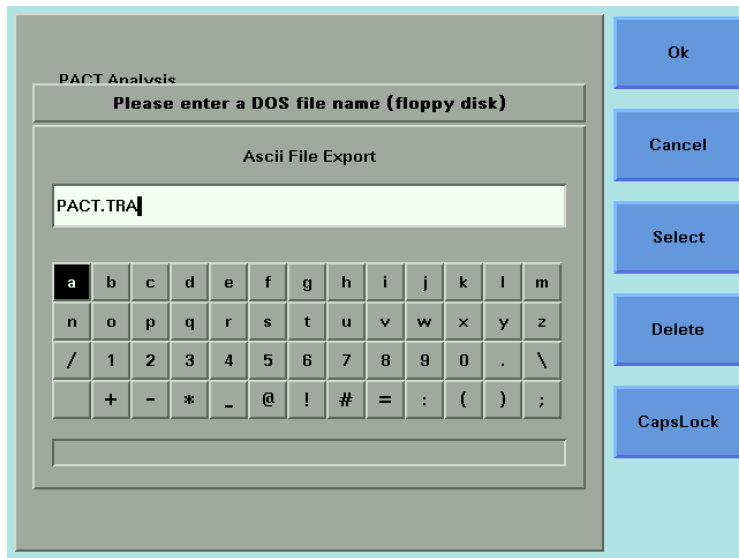 PACT Analysis
Please enter a DOS file name (floppy disk)
Ascii File Export
PACT.TRA
a b c d e f g h i j k l m
n o p q r s t u v w x y z
/ 1 2 3 4 5 6 7 8 9 0 . \
+ - * _ @ ! # = : ( ) ;
Ok
Cancel
Select
Delete
CapsLock